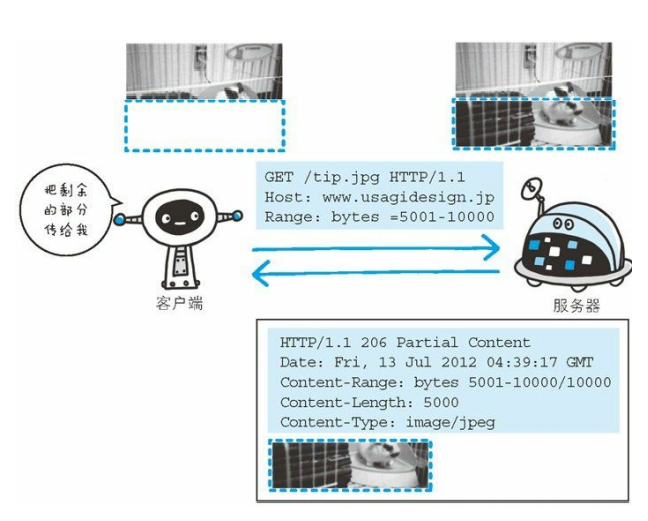 GET /tip.jpg HTTP/1.1
Host: www.usagidesign.jp
Range: bytes =5001-10000
把剩余
的部分
传给我
客户端
服务器
HTTP/1.1 206 Partial Content
Date: Fri, 13 Jul 2012 04:39:17 GMT
Content-Range: bytes 5001-10000/10000
Content-Length: 5000
Content-Type: image/jpeg